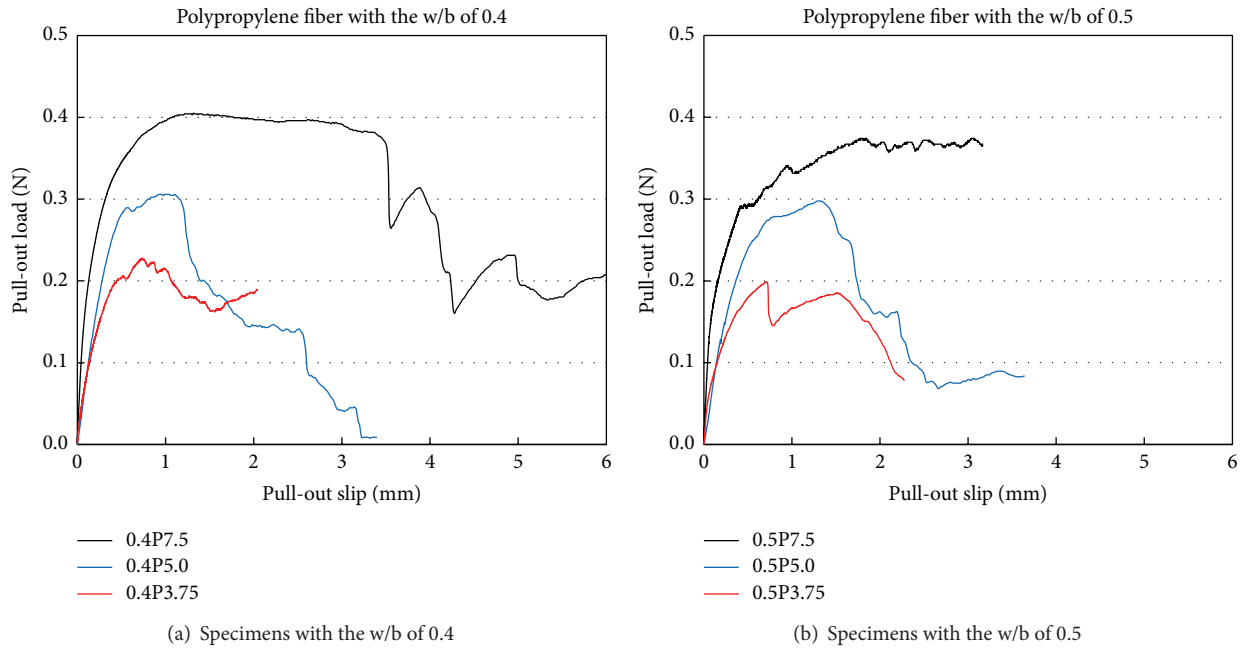 Polypropylene fiber with the w/b of 0.4
0.5
0.4
0.3
0.2
0.1
0.0
Pull-out load (N)
0 1 2 3 4 5 6
Pull-out slip (mm)
0.4P7.5
0.4P5.0
0.4P3.75
(a) Specimens with the w/b of 0.4
Polypropylene fiber with the w/b of 0.5
0.5
0.4
0.3
0.2
0.1
0.0
Pull-out load (N)
0 1 2 3 4 5 6
Pull-out slip (mm)
0.5P7.5
0.5P5.0
0.5P3.75
(b) Specimens with the w/b of 0.5